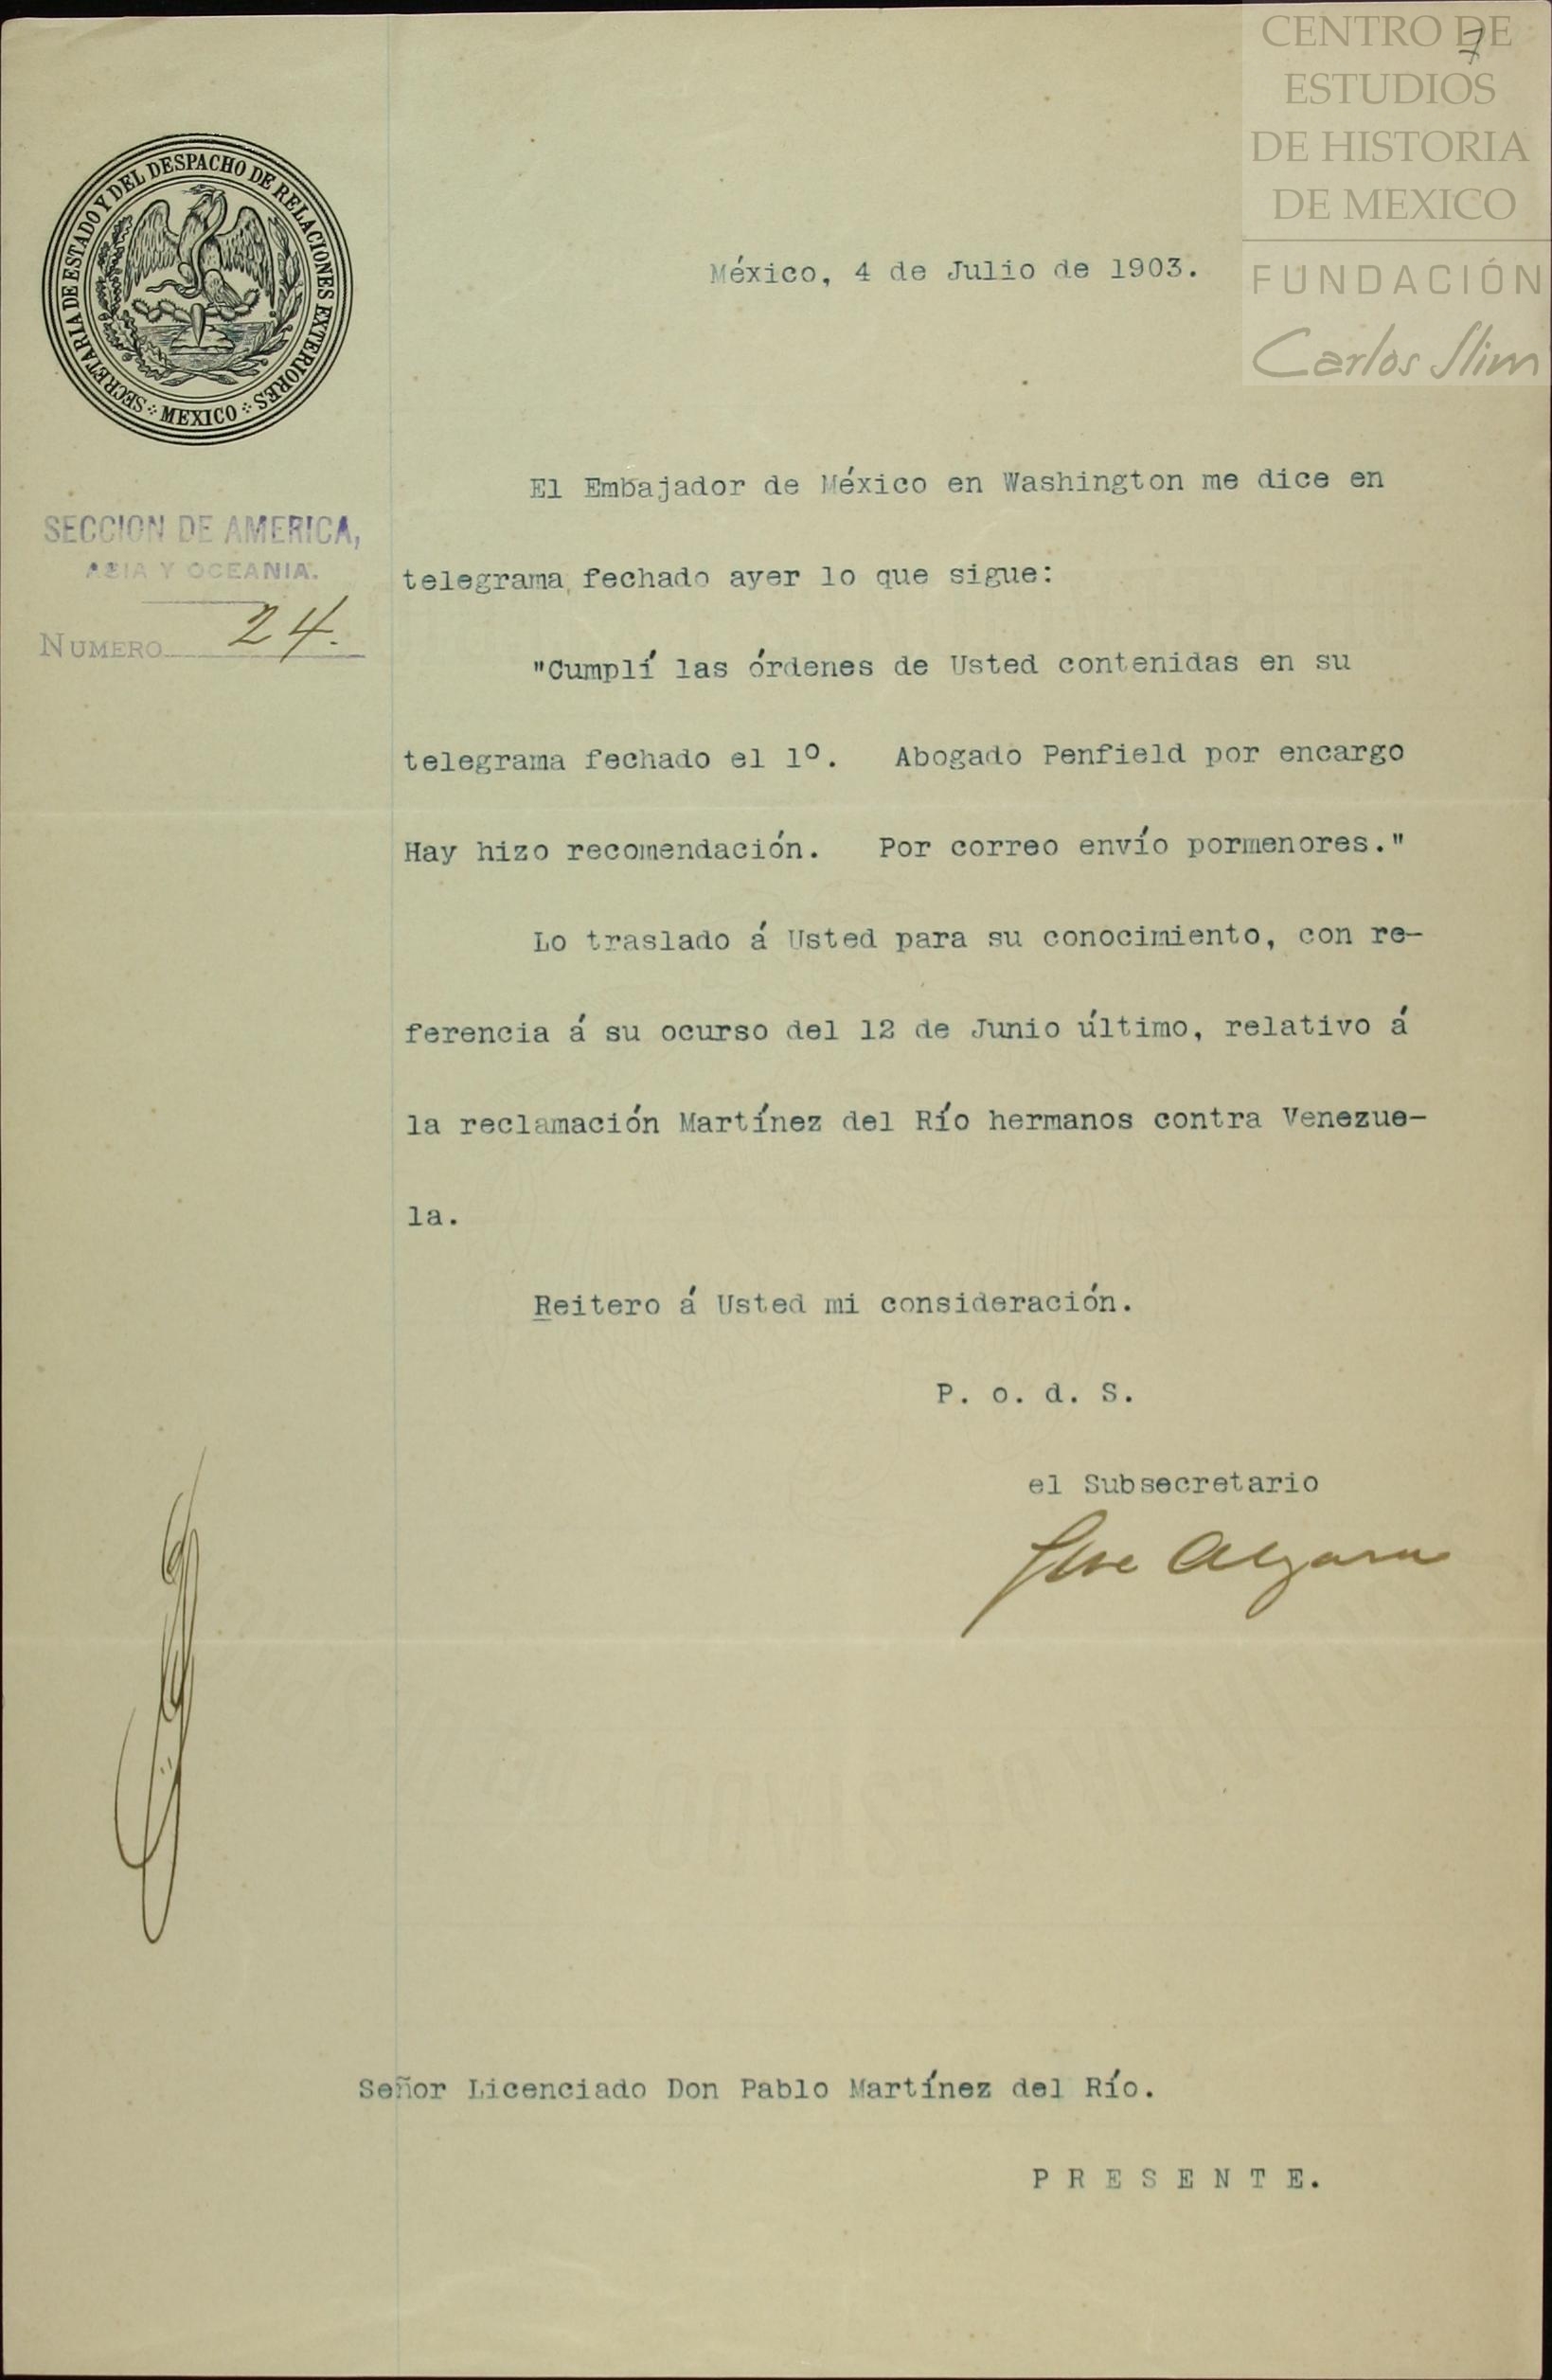 CENTRO DE
ESTUDIOS
DE HISTORIA
DE MEXICO
FUNDACIÓN
Carlos Slim
7
SECRETARIA DE ESTADO Y DEL DESPACHO DE RELACIONES EXTERIORES
MEXICO
México, 4 de Julio de 1903.
SECCION DE AMERICA,
ASIA Y OCEANIA.
NUMERO 24.
El Embajador de México en Washington me dice en
telegrama fechado ayer lo que sigue:
"Cumplí las órdenes de Usted contenidas en su
telegrama fechado el 1º. Abogado Penfield por encargo
Hay hizo recomendación. Por correo envío pormenores."
Lo traslado á Usted para su conocimiento, con re-
ferencia á su ocurso del 12 de Junio último, relativo á
la reclamación Martínez del Río hermanos contra Venezue-
la.
Reitero á Usted mi consideración.
P. o. d. S.
el Subsecretario
Jose Algara
Señor Licenciado Don Pablo Martínez del Río.
P R E S E N T E.